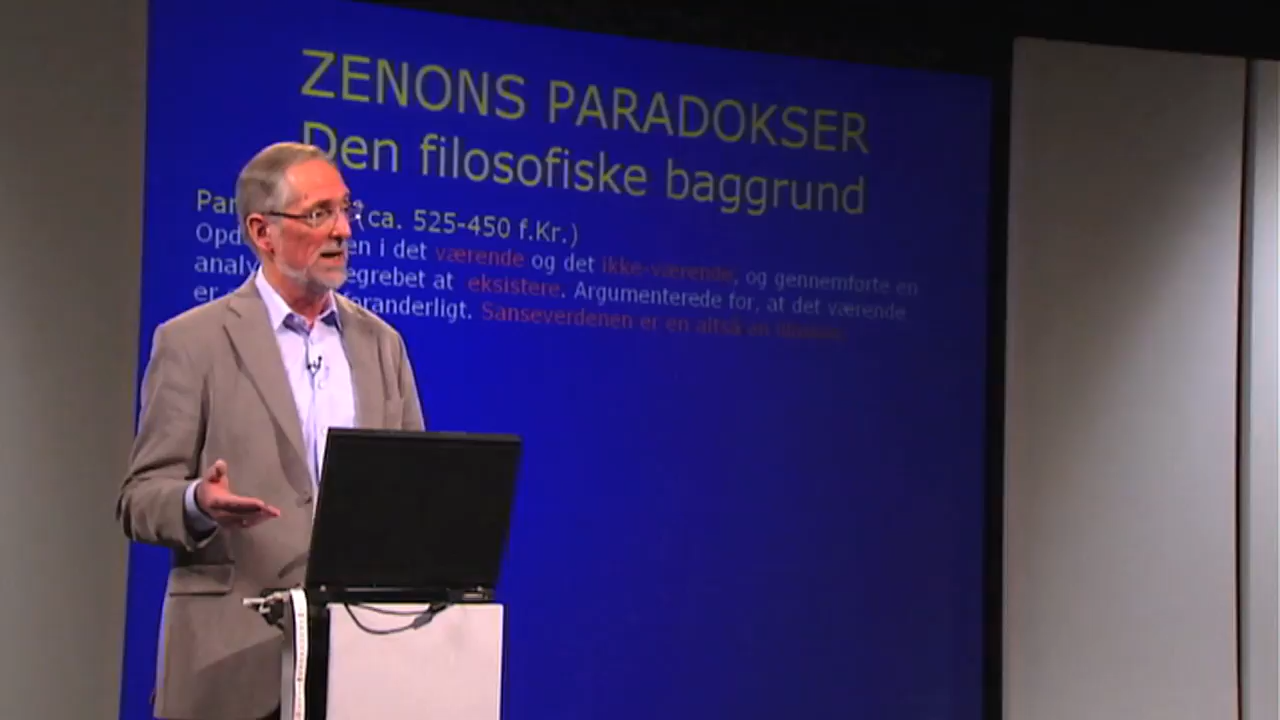 ZENONS PARADOKSER
Den filosofiske baggrund
Par (ca. 525-450 f.Kr.)
Opd en i det værende og det ikke-værende, og gennemførte en
analy egrebet at eksistere. Argumenterede for, at det værende
er foranderligt. Sanseverdenen er en altså en